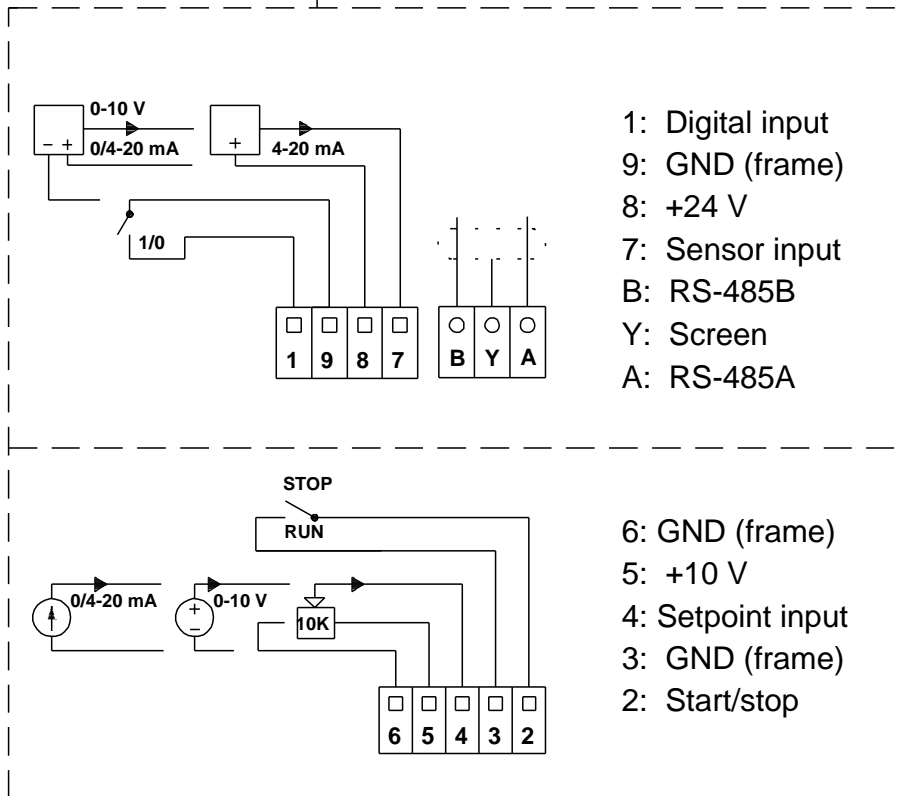 0-10 V
0/4-20 mA
- +
+
4-20 mA
1/0
1 9 8 7
B Y A
1: Digital input
9: GND (frame)
8: +24 V
7: Sensor input
B: RS-485B
Y: Screen
A: RS-485A
STOP
RUN
0/4-20 mA
+
−
0-10 V
10K
6 5 4 3 2
6: GND (frame)
5: +10 V
4: Setpoint input
3: GND (frame)
2: Start/stop